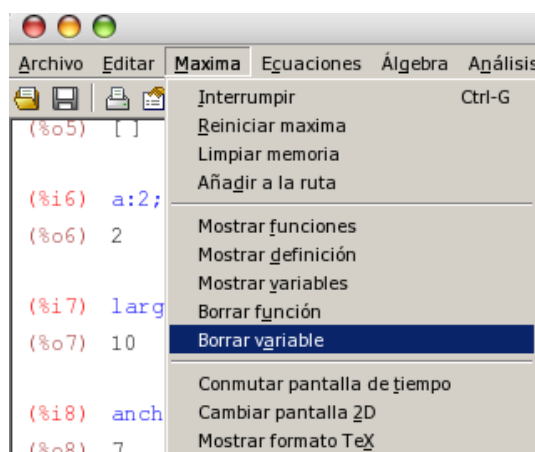 Archivo Editar Maxima Ecuaciones Álgebra Análisis
Interrumpir Ctrl-G
Reiniciar maxima
Limpiar memoria
Añadir a la ruta
Mostrar funciones
Mostrar definición
Mostrar variables
Borrar función
Borrar variable
Conmutar pantalla de tiempo
Cambiar pantalla 2D
Mostrar formato TeX
(%o5) [ ]
(%i6) a:2;
(%o6) 2
(%i7) larg
(%o7) 10
(%i8) anch
(%o8) 7